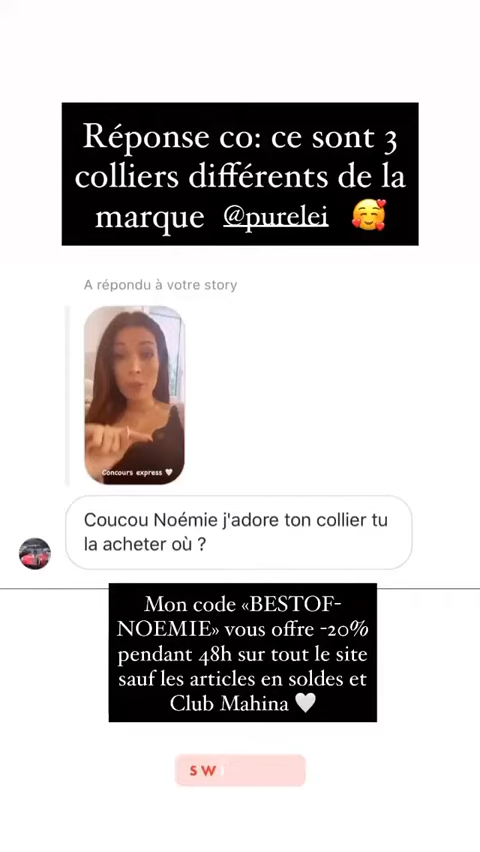 Réponse co: ce sont 3
colliers différents de la
marque @purelei 🥰
A répondu à votre story
Concours express 🤍
Coucou Noémie j'adore ton collier tu
la acheter où ?
Mon code «BESTOF-
NOEMIE» vous offre -20%
pendant 48h sur tout le site
sauf les articles en soldes et
Club Mahina 🤍